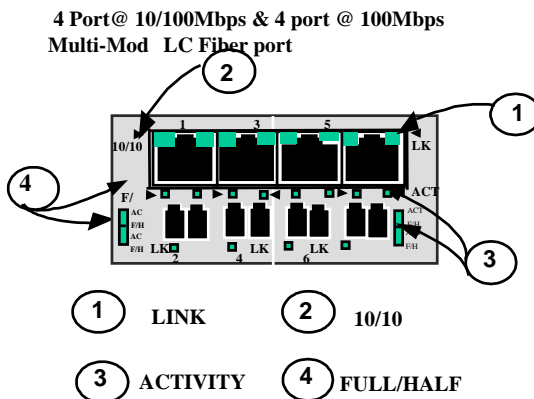 4 Port@ 10/100Mbps & 4 port @ 100Mbps
Multi-Mod LC Fiber port
2
1
1 3 5
10/10 LK
4
F/ ACT
AC ACT
F/H F/H
AC
F/H F/H
LK LK LK
2 4 6
3
1 LINK 2 10/10
3 ACTIVITY 4 FULL/HALF